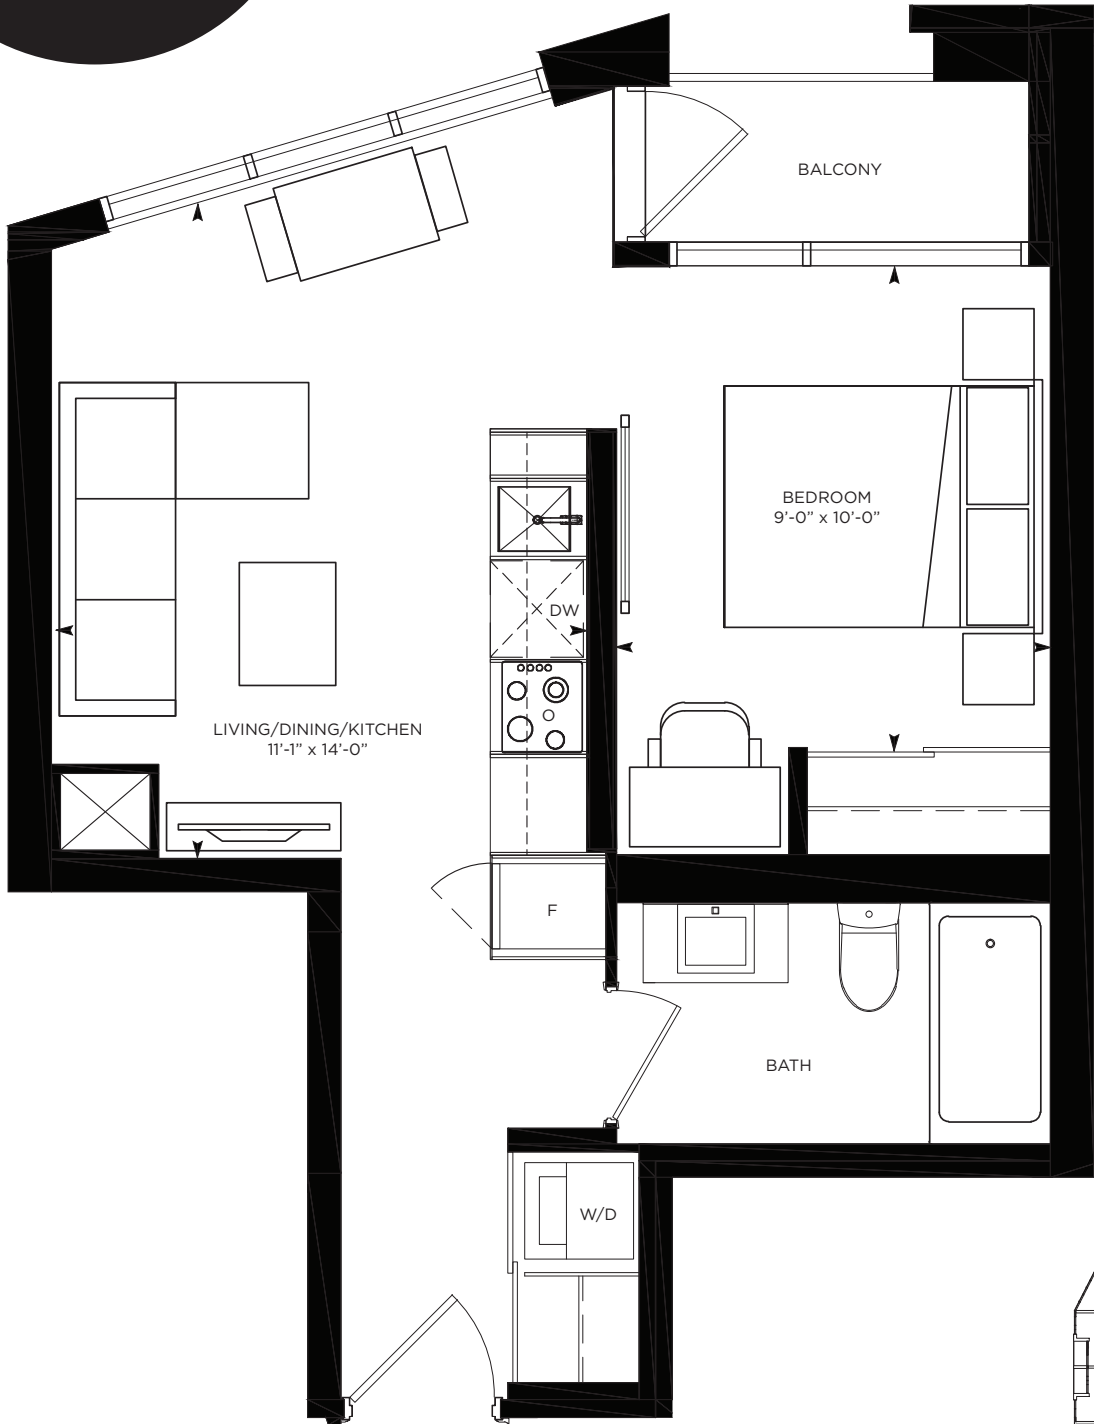 BALCONY
BEDROOM
9'-0” x 10'-0”
DW
LIVING/DINING/KITCHEN
11'-1” x 14'-0”
F
BATH
W/D